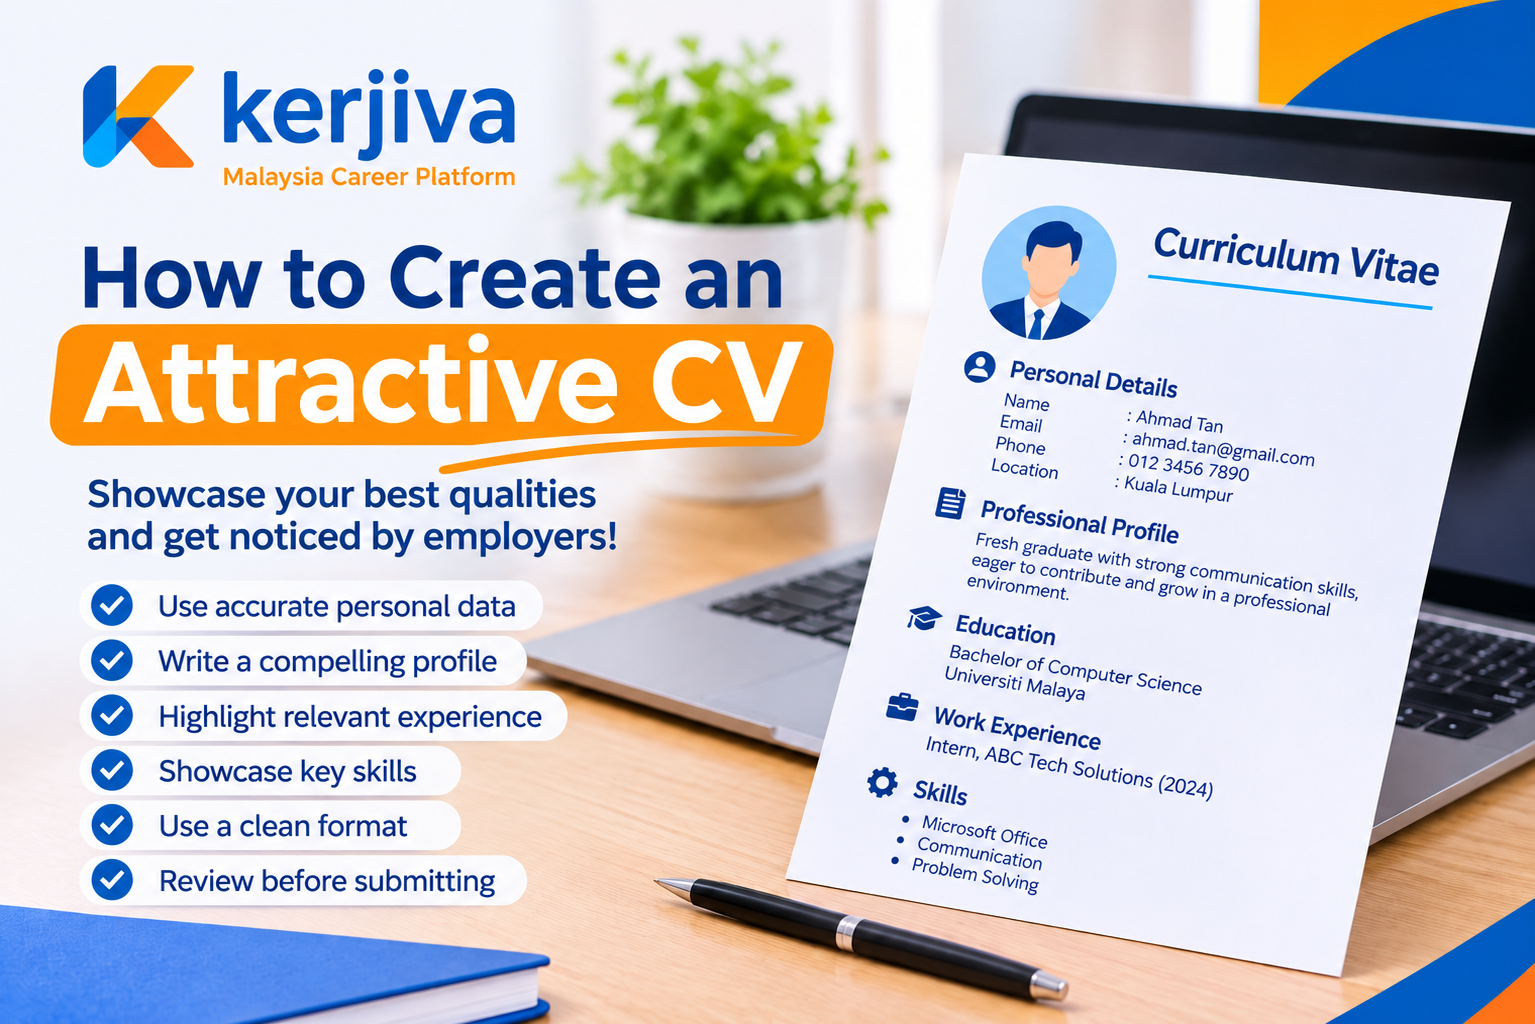 kerjiva
Malaysia Career Platform
How to Create an
Attractive CV
Showcase your best qualities
and get noticed by employers!
Use accurate personal data
Write a compelling profile
Highlight relevant experience
Showcase key skills
Use a clean format
Review before submitting
Curriculum Vitae
Personal Details
Name : Ahmad Tan
Email : ahmad.tan@gmail.com
Phone : 012 3456 7890
Location : Kuala Lumpur
Professional Profile
Fresh graduate with strong communication skills,
eager to contribute and grow in a professional
environment.
Education
Bachelor of Computer Science
Universiti Malaya
Work Experience
Intern, ABC Tech Solutions (2024)
Skills
• Microsoft Office
• Communication
• Problem Solving